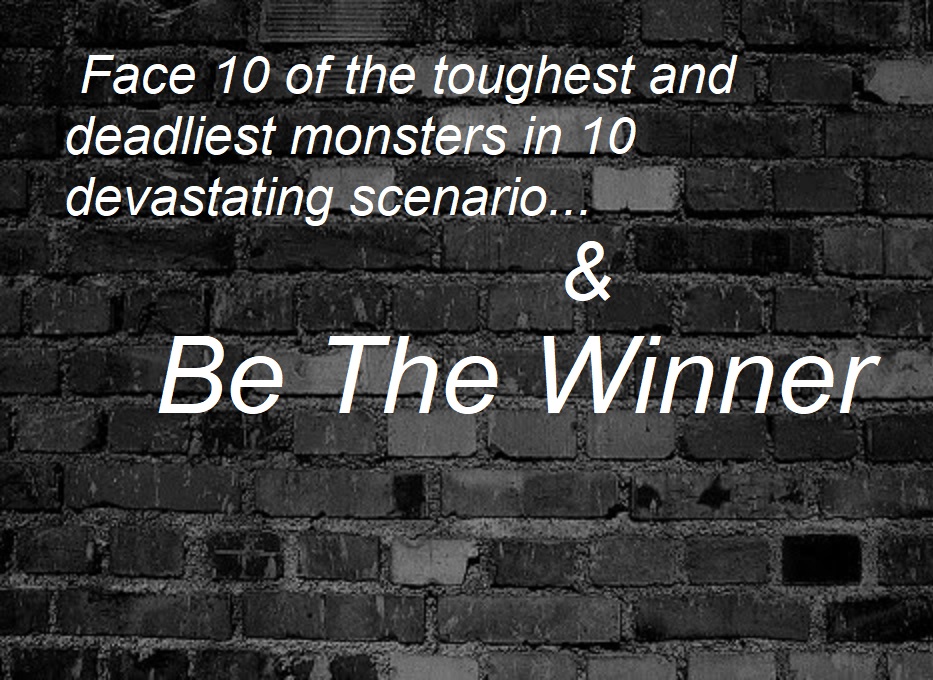 Face 10 of the toughest and
deadliest monsters in 10
devastating scenario...
&
Be The Winner